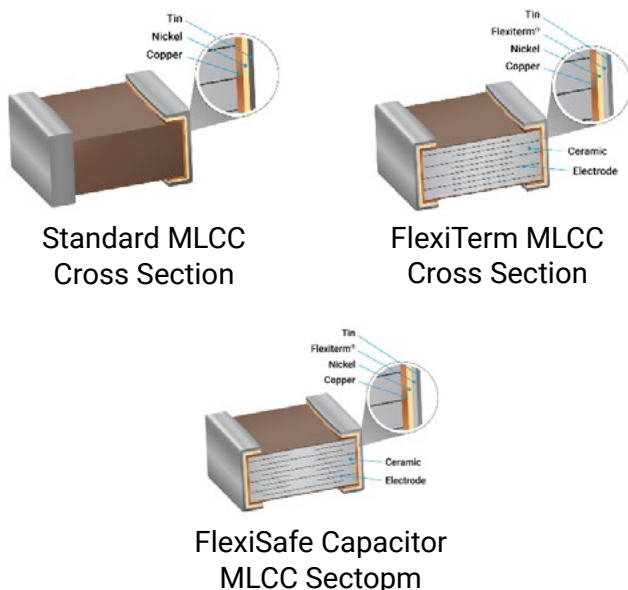 Tin
Nickel
Copper
Standard MLCC
Cross Section
Tin
Flexiterm®
Nickel
Copper
Ceramic
Electrode
FlexiTerm MLCC
Cross Section
Tin
Flexiterm®
Nickel
Copper
Ceramic
Electrode
FlexiSafe Capacitor
MLCC Sectopm